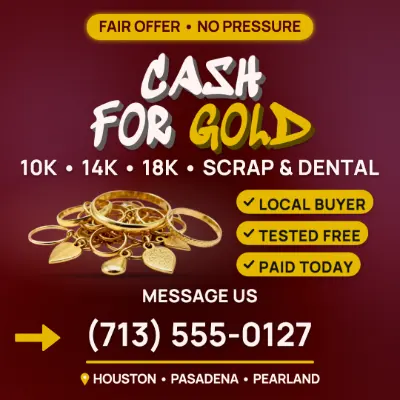 FAIR OFFER • NO PRESSURE
CASH
FOR GOLD
10K • 14K • 18K • SCRAP & DENTAL
LOCAL BUYER
TESTED FREE
PAID TODAY
MESSAGE US
(713) 555-0127
HOUSTON • PASADENA • PEARLAND